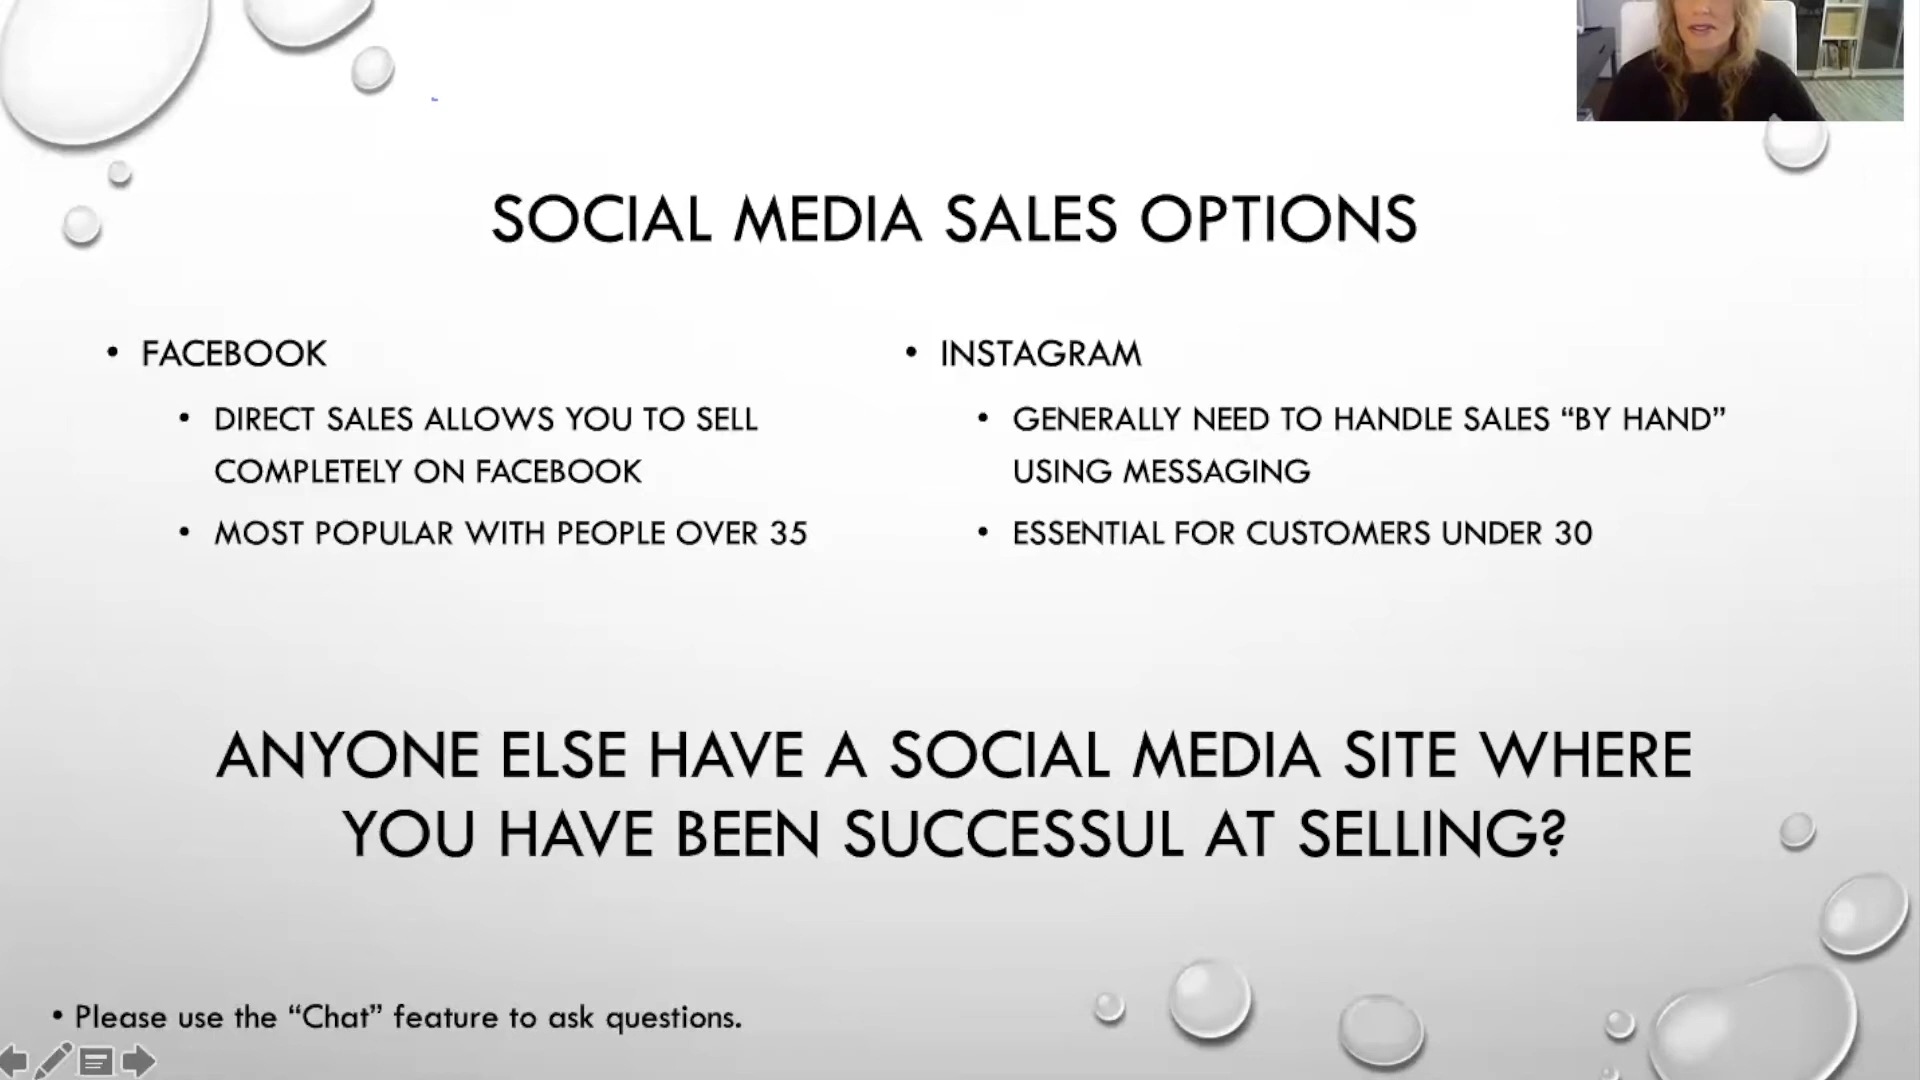 SOCIAL MEDIA SALES OPTIONS
• FACEBOOK
• DIRECT SALES ALLOWS YOU TO SELL
COMPLETELY ON FACEBOOK
• MOST POPULAR WITH PEOPLE OVER 35
• INSTAGRAM
• GENERALLY NEED TO HANDLE SALES “BY HAND”
USING MESSAGING
• ESSENTIAL FOR CUSTOMERS UNDER 30
ANYONE ELSE HAVE A SOCIAL MEDIA SITE WHERE
YOU HAVE BEEN SUCCESSUL AT SELLING?
• Please use the “Chat” feature to ask questions.